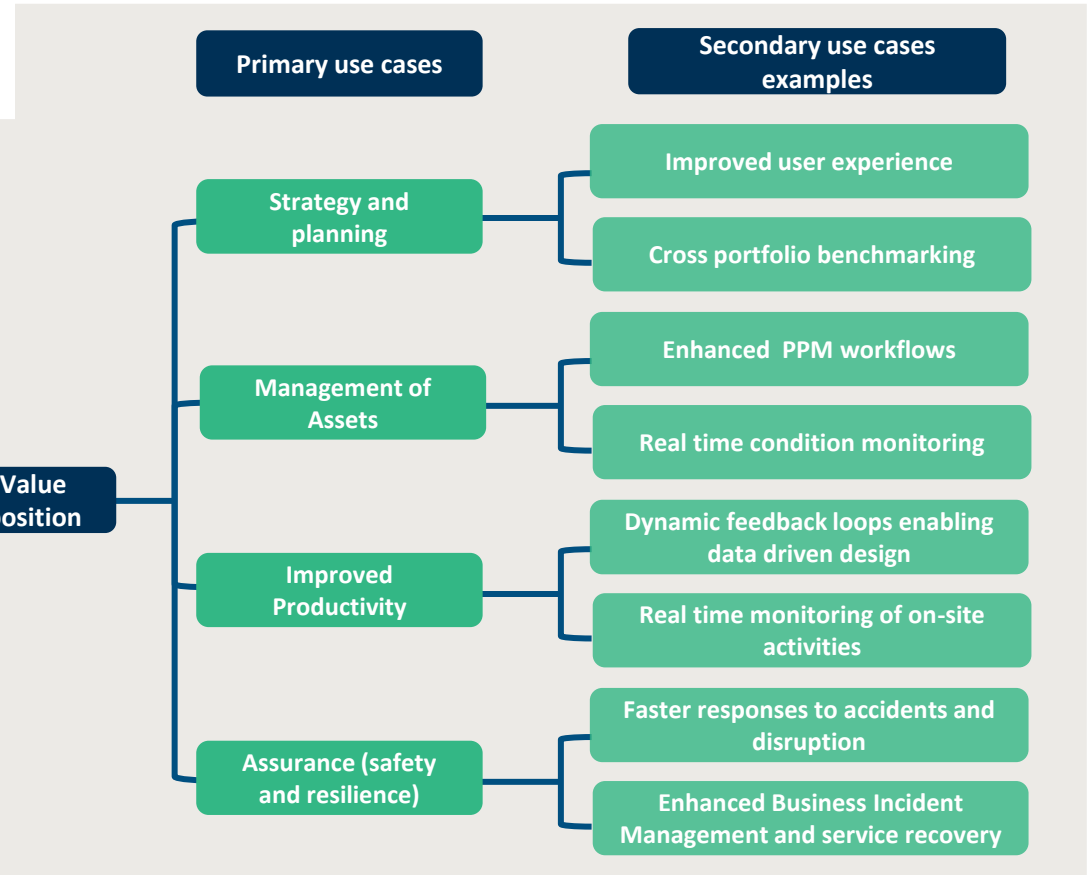 Primary use cases
Secondary use cases
examples
Strategy and
planning
Improved user experience
Cross portfolio benchmarking
Management of
Assets
Enhanced  PPM workflows
Real time condition monitoring
Value
osition
Improved
Productivity
Dynamic feedback loops enabling
data driven design
Real time monitoring of on-site
activities
Assurance (safety
and resilience)
Faster responses to accidents and
disruption
Enhanced Business Incident
Management and service recovery